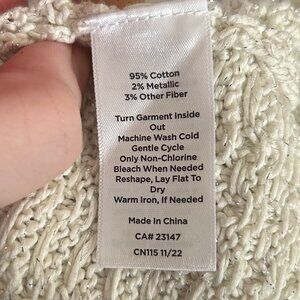 95% Cotton
2% Metallic
3% Other Fiber
Turn Garment Inside
Out
Machine Wash Cold
Gentle Cycle
Only Non-Chlorine
Bleach When Needed
Reshape, Lay Flat To
Dry
Warm Iron, If Needed
Made In China
CA# 23147
CN115 11/22